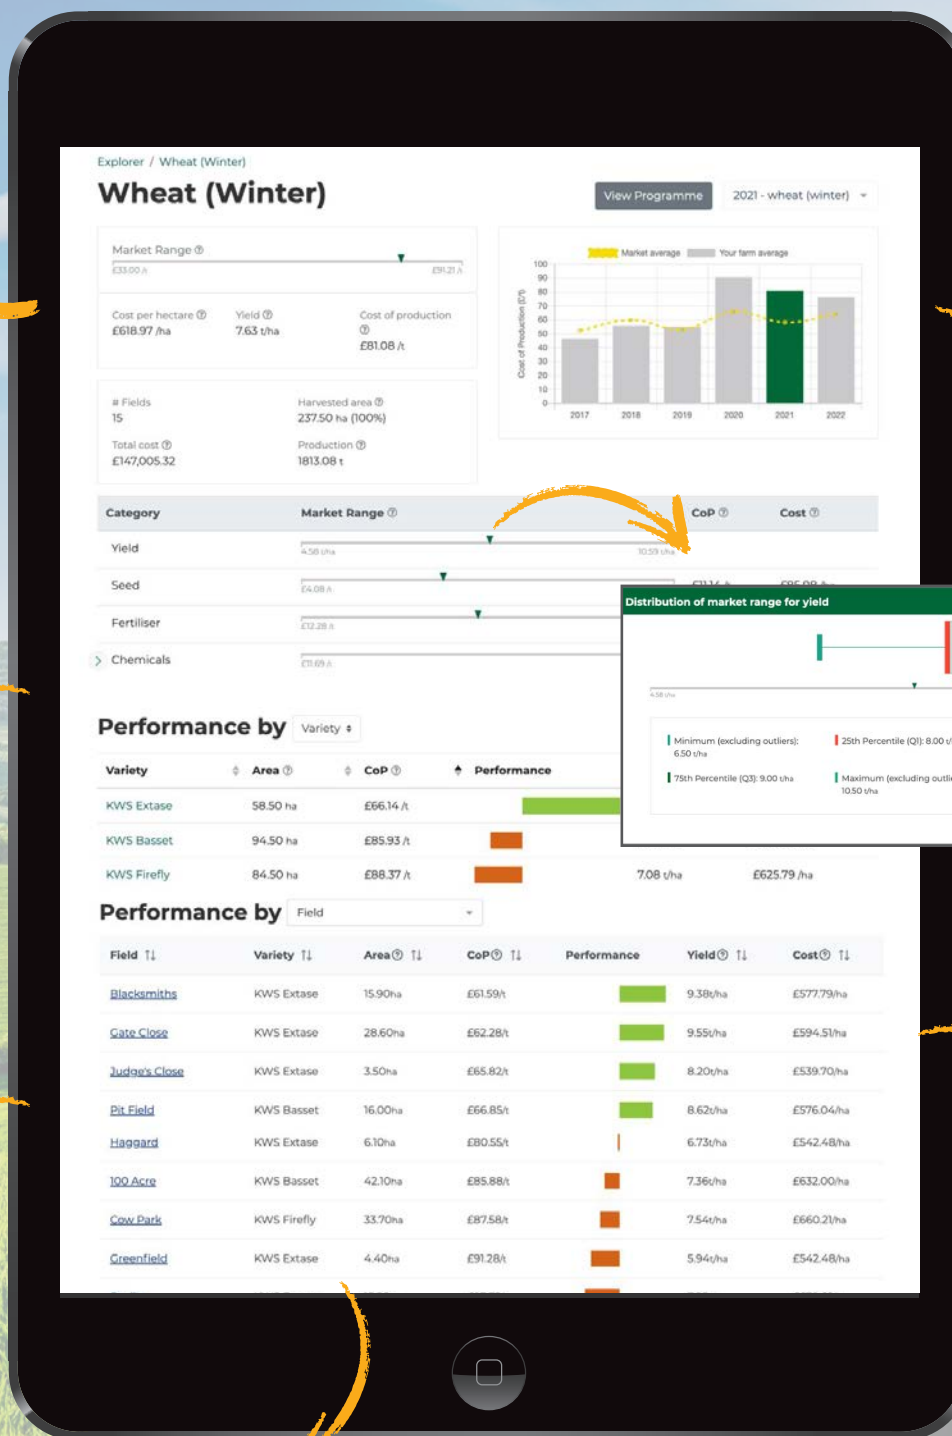 Explorer / Wheat (Winter)
Wheat (Winter)
View Programme
2021 - wheat (winter)
Market Range ?
£33.00 /t £91.21 /t
Cost per hectare ? Yield ? Cost of production ?
£618.97 /ha 7.63 t/ha £81.08 /t
# Fields Harvested area ?
15 237.50 ha (100%)
Total cost ? Production ?
£147,005.32 1813.08 t
Market average Your farm average
Cost of Production (£/t)
100
90
80
70
60
50
40
30
20
10
0
2017 2018 2019 2020 2021 2022
Category Market Range ? CoP ? Cost ?
Yield 4.58 t/ha 10.59 t/ha
Seed £4.08 /t £11.14 /t £85.08 /ha
Fertiliser £12.28 /t
Chemicals £11.69 /t
Distribution of market range for yield
4.58 t/ha
Minimum (excluding outliers):
6.50 t/ha
25th Percentile (Q1): 8.00
75th Percentile (Q3): 9.00 t/ha
Maximum (excluding
10.50 t/ha
Performance by Variety
Variety Area ? CoP ? Performance
KWS Extase 58.50 ha £66.14 /t
KWS Basset 94.50 ha £85.93 /t
KWS Firefly 84.50 ha £88.37 /t 7.08 t/ha £625.79 /ha
Performance by Field
Field Variety Area? CoP? Performance Yield? Cost?
Blacksmiths KWS Extase 15.90ha £61.59/t 9.38t/ha £577.79/ha
Gate Close KWS Extase 28.60ha £62.28/t 9.55t/ha £594.51/ha
Judge's Close KWS Extase 3.50ha £65.82/t 8.20t/ha £539.70/ha
Pit Field KWS Basset 16.00ha £66.85/t 8.62t/ha £576.04/ha
Haggard KWS Extase 6.10ha £80.55/t 6.73t/ha £542.48/ha
100 Acre KWS Basset 42.10ha £85.88/t 7.36t/ha £632.00/ha
Cow Park KWS Firefly 33.70ha £87.58/t 7.54t/ha £660.21/ha
Greenfield KWS Extase 4.40ha £91.28/t 5.94t/ha £542.48/ha